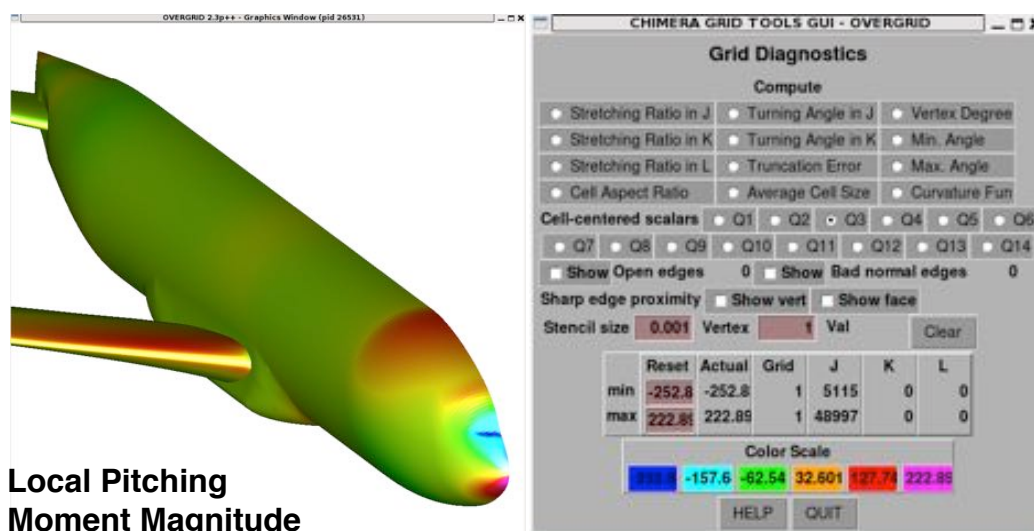 OVERGRID 2.3p++ - Graphics Window (pid 26531)
Local Pitching
Moment Magnitude
CHIMERA GRID TOOLS GUI - OVERGRID
Grid Diagnostics
Compute
Stretching Ratio in J Turning Angle in J Vertex Degree
Stretching Ratio in K Turning Angle in K Min. Angle
Stretching Ratio in L Truncation Error Max. Angle
Cell Aspect Ratio Average Cell Size Curvature Fun
Cell-centered scalars Q1 Q2 Q3 Q4 Q5 Q6
Q7 Q8 Q9 Q10 Q11 Q12 Q13 Q14
Show Open edges 0 Show Bad normal edges 0
Sharp edge proximity Show vert Show face
Stencil size 0.001 Vertex 1 Val Clear
Reset Actual Grid J K L
min -252.8 -252.8 1 5115 0 0
max 222.89 222.89 1 48997 0 0
Color Scale
-157.6 -62.54 32.601 127.74 222.89
HELP QUIT